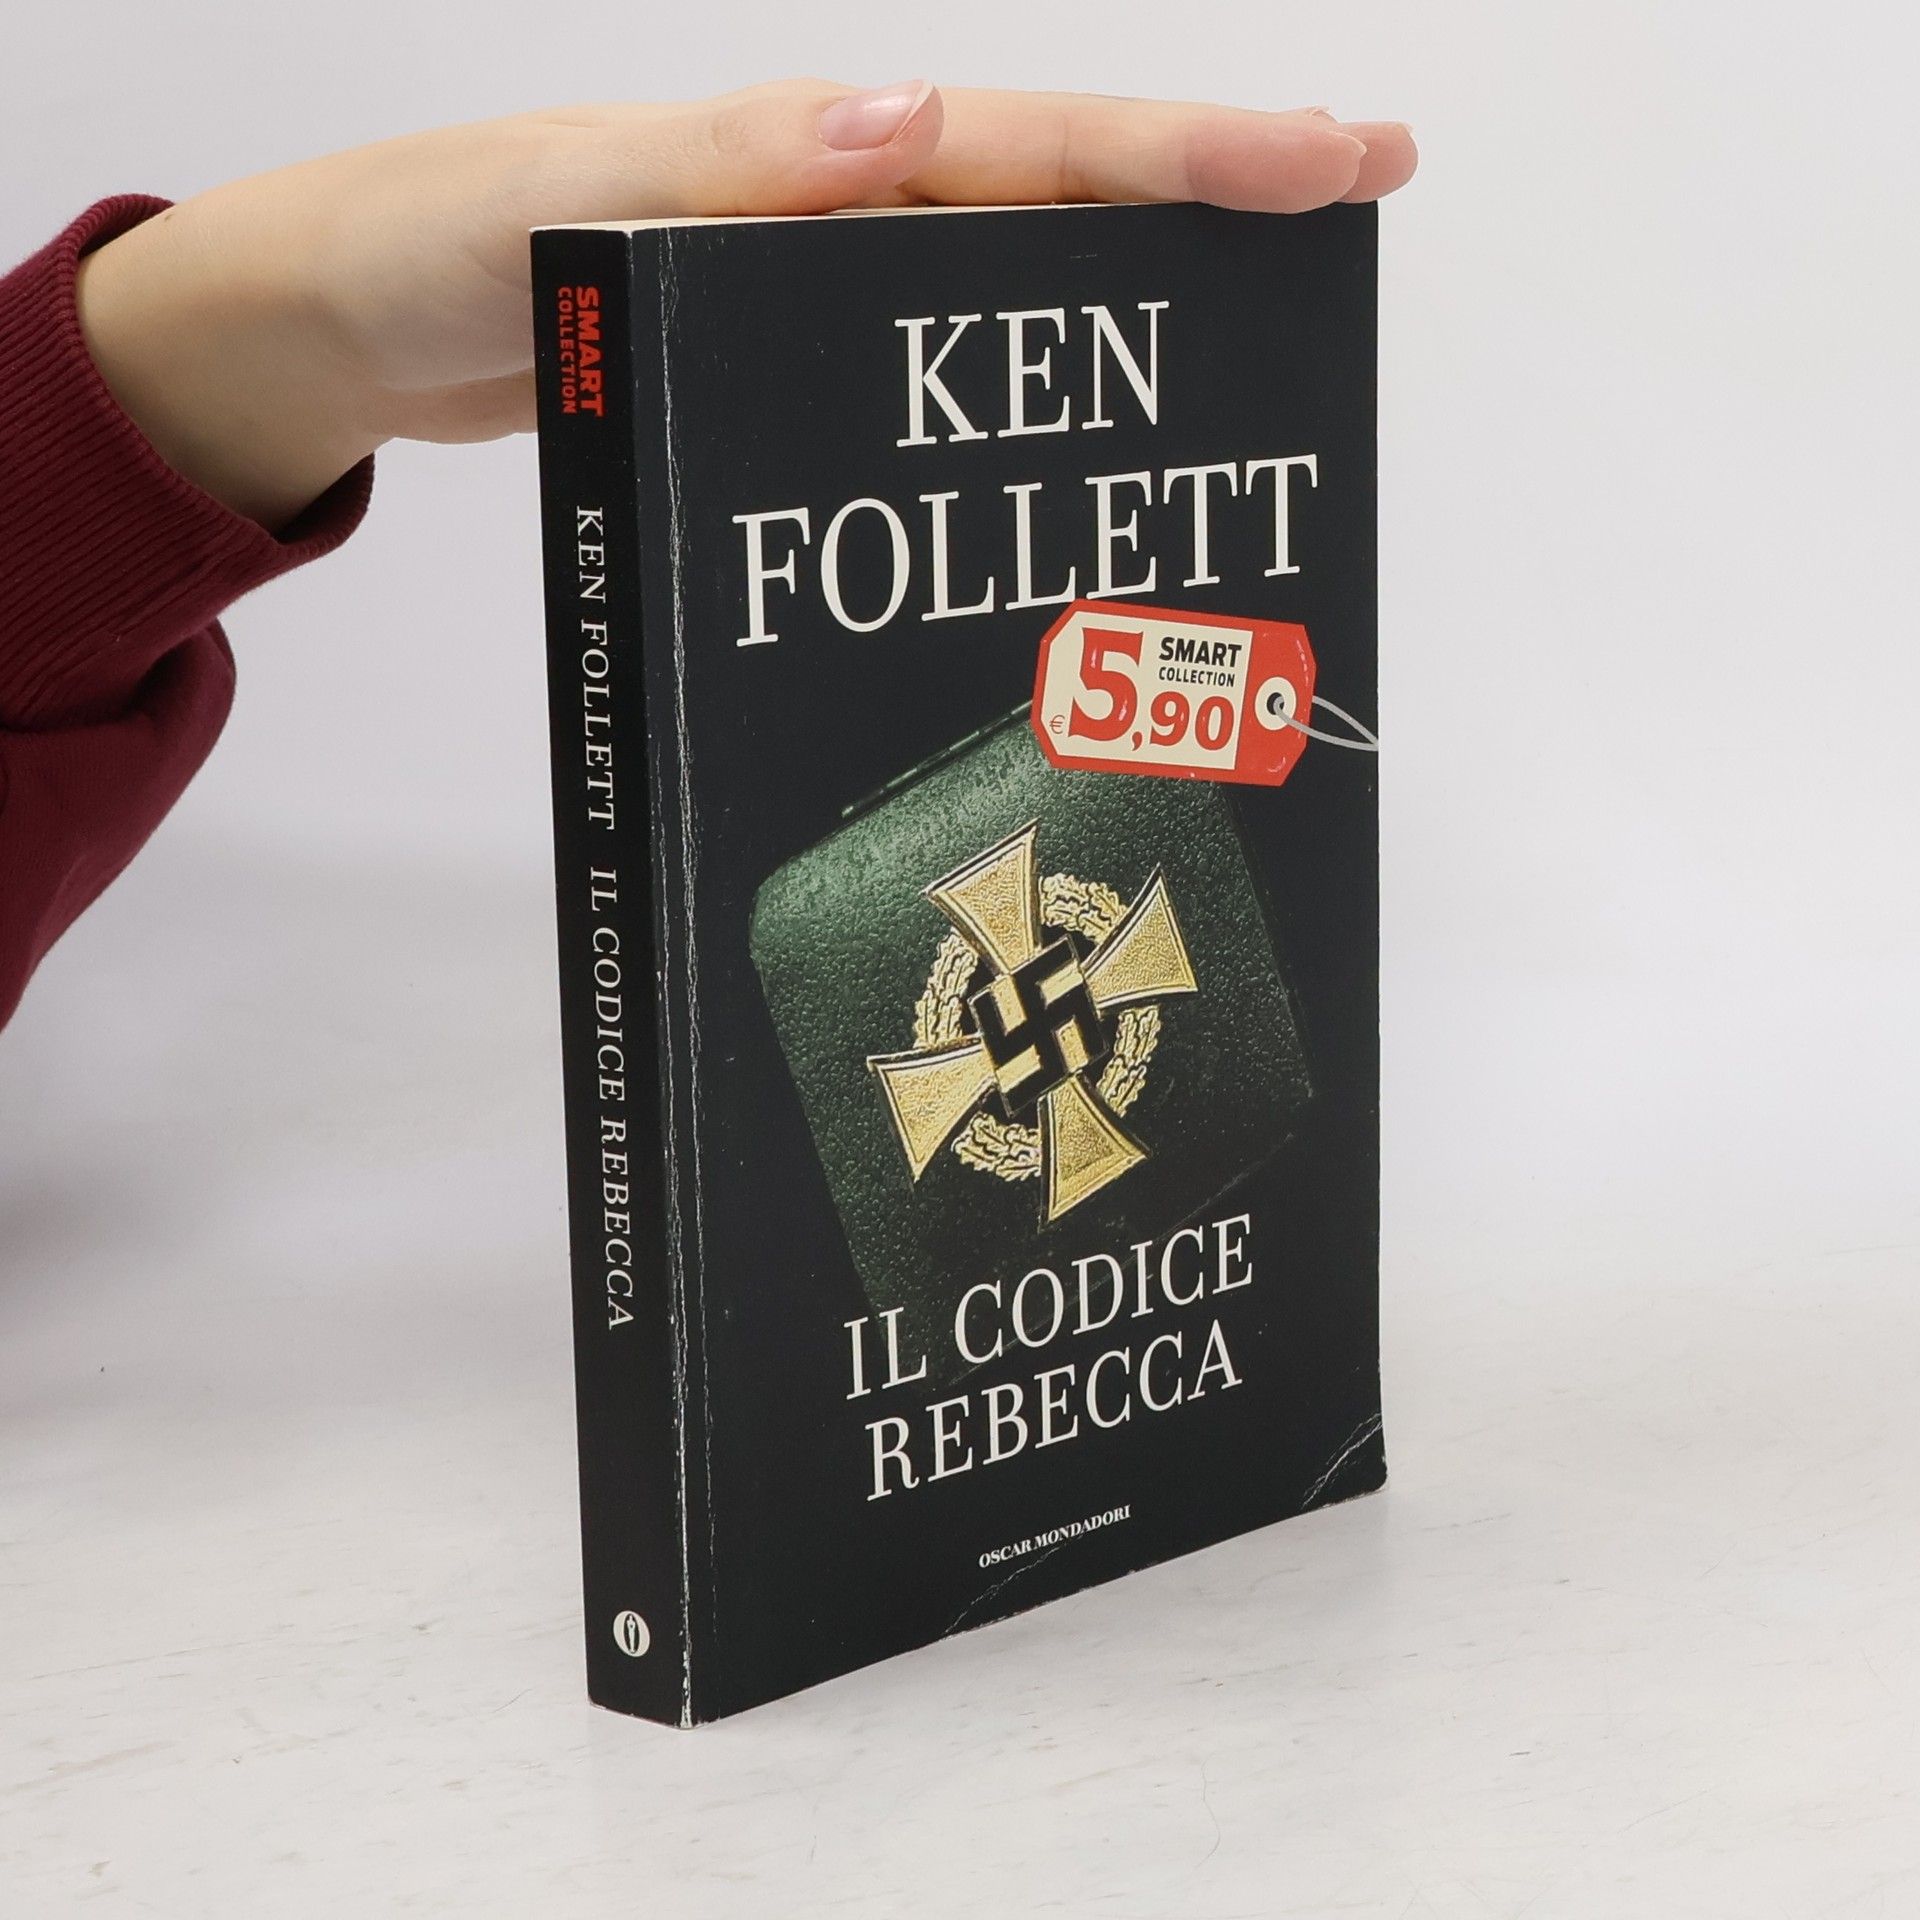 SMART
COLLECTION
KEN FOLLETT IL CODICE REBECCA
KEN
FOLLETT
SMART
COLLECTION
€ 5,90
IL CODICE
REBECCA
OSCAR MONDADORI